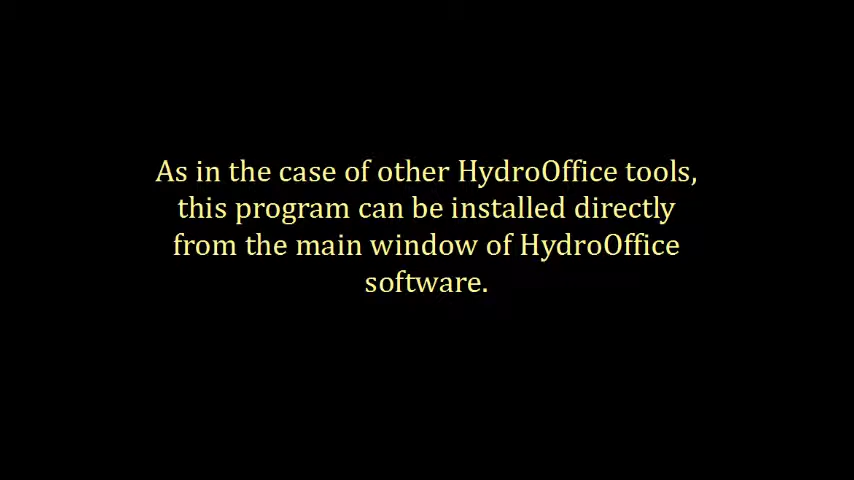 As in the case of other HydroOffice tools,
this program can be installed directly
from the main window of HydroOffice
software.